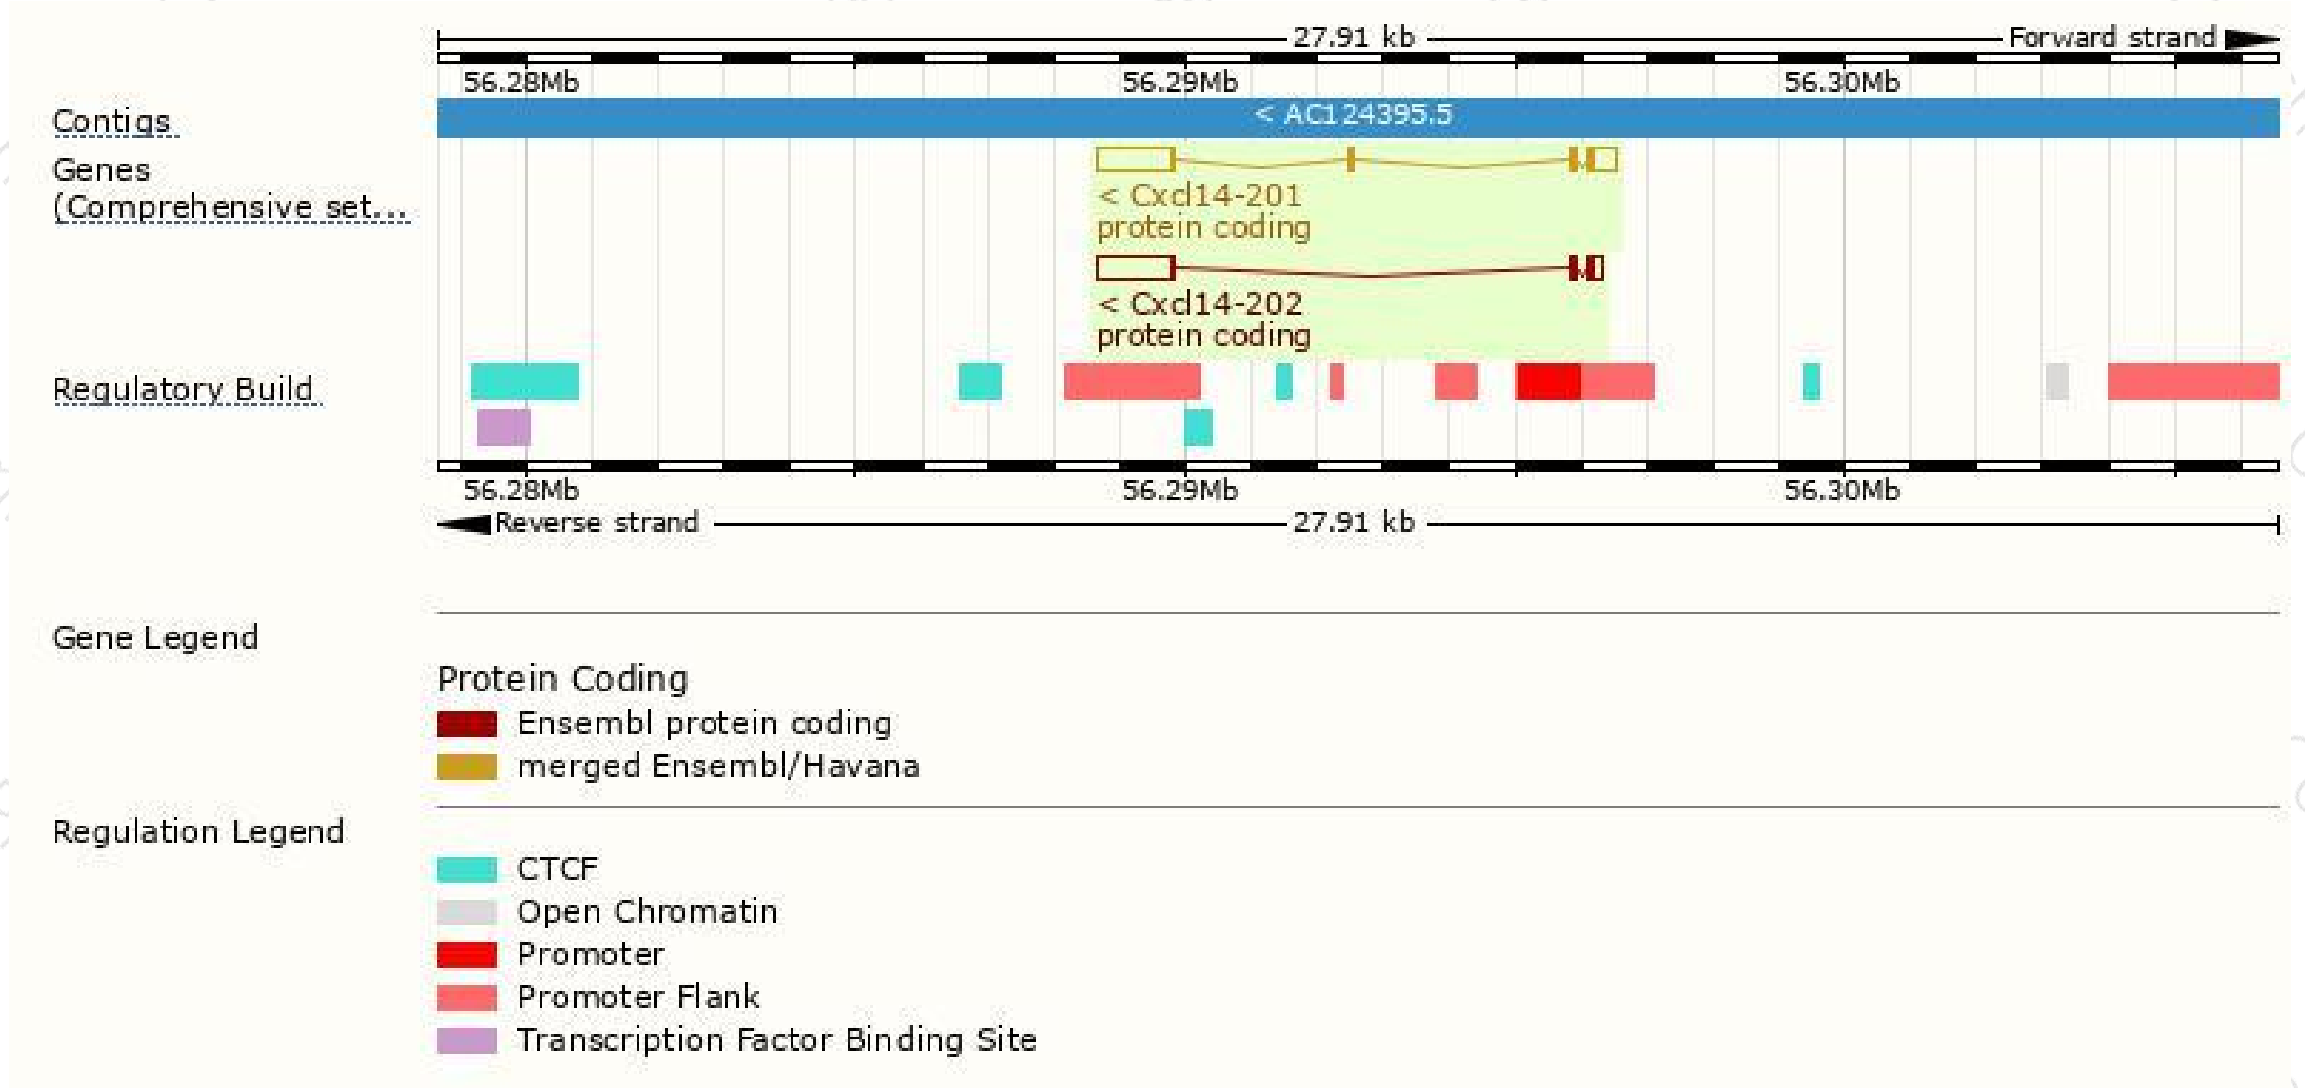 27.91 kb Forward strand
56.28Mb 56.29Mb 56.30Mb
Contigs < AC124395.5
Genes
(Comprehensive set...
< Cxcl14-201
protein coding
< Cxcl14-202
protein coding
Regulatory Build
56.28Mb 56.29Mb 56.30Mb
Reverse strand 27.91 kb
Gene Legend
Protein Coding
Ensembl protein coding
merged Ensembl/Havana
Regulation Legend
CTCF
Open Chromatin
Promoter
Promoter Flank
Transcription Factor Binding Site